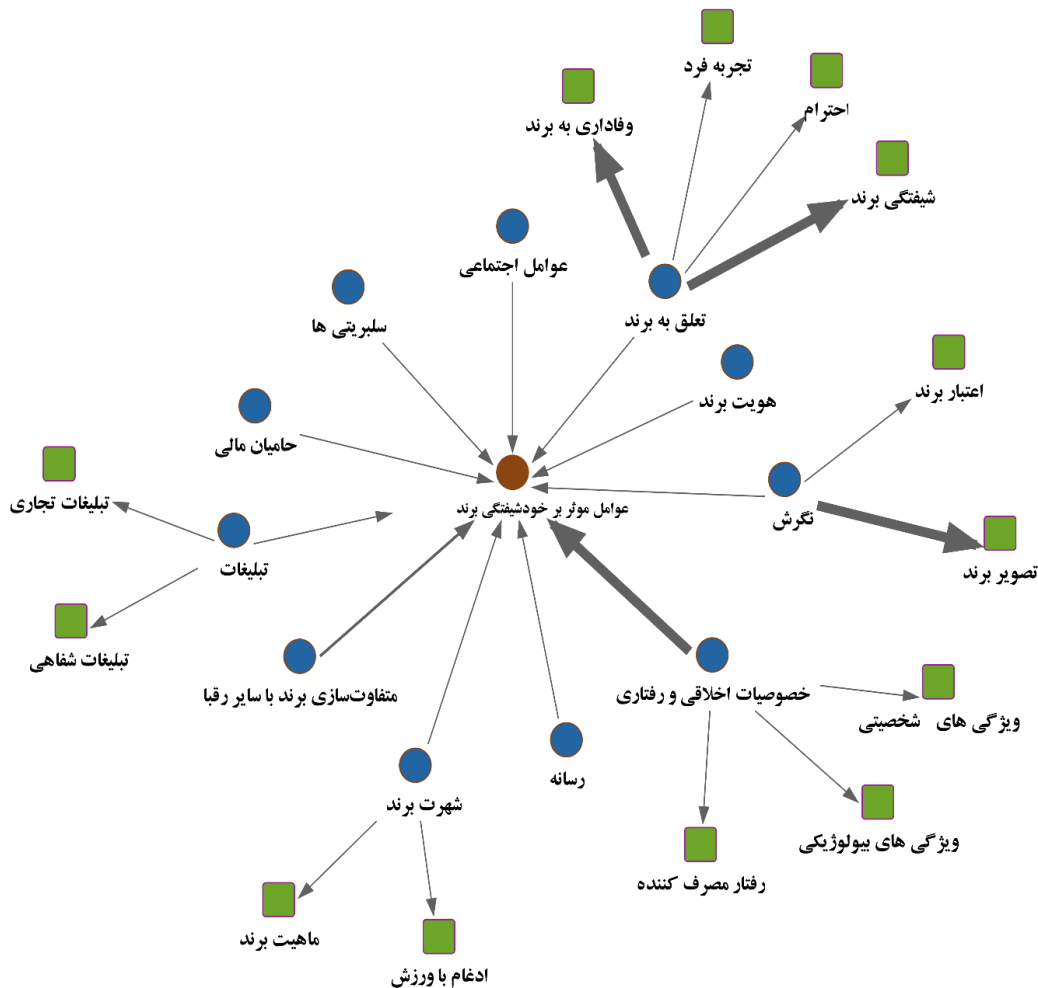 تجربه فرد
احترام
وفاداری به برند
شیفتگی برند
عوامل اجتماعی
تعلق به برند
سلبریتی ها
هویت برند
اعتبار برند
حامیان مالی
تبلیغات تجاری
عوامل موثر بر خودشیفتگی برند
نگرش
تبلیغات
تصویر برند
تبلیغات شفاهی
متفاوت‌سازی برند با سایر رقبا
خصوصیات اخلاقی و رفتاری
ویژگی های شخصیتی
رسانه
شهرت برند
ویژگی های بیولوژیکی
رفتار مصرف کننده
ماهیت برند
ادغام با ورزش